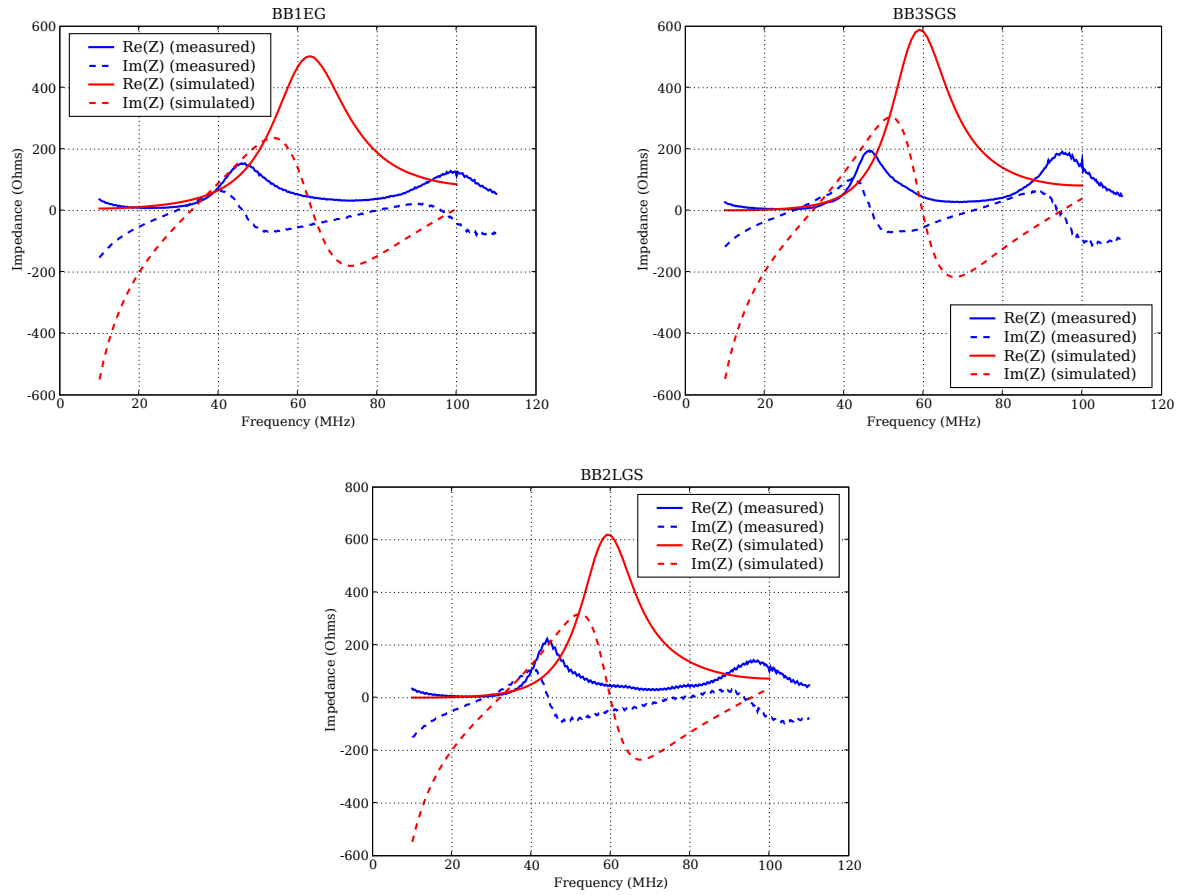 BB1EG
Impedance (Ohms)
600
400
200
0
-200
-400
-600
Re(Z) (measured)
Im(Z) (measured)
Re(Z) (simulated)
Im(Z) (simulated)
0 20 40 60 80 100 120
Frequency (MHz)
BB3SGS
Impedance (Ohms)
600
400
200
0
-200
-400
-600
Re(Z) (measured)
Im(Z) (measured)
Re(Z) (simulated)
Im(Z) (simulated)
0 20 40 60 80 100 120
Frequency (MHz)
BB2LGS
Impedance (Ohms)
800
600
400
200
0
-200
-400
-600
Re(Z) (measured)
Im(Z) (measured)
Re(Z) (simulated)
Im(Z) (simulated)
0 20 40 60 80 100 120
Frequency (MHz)